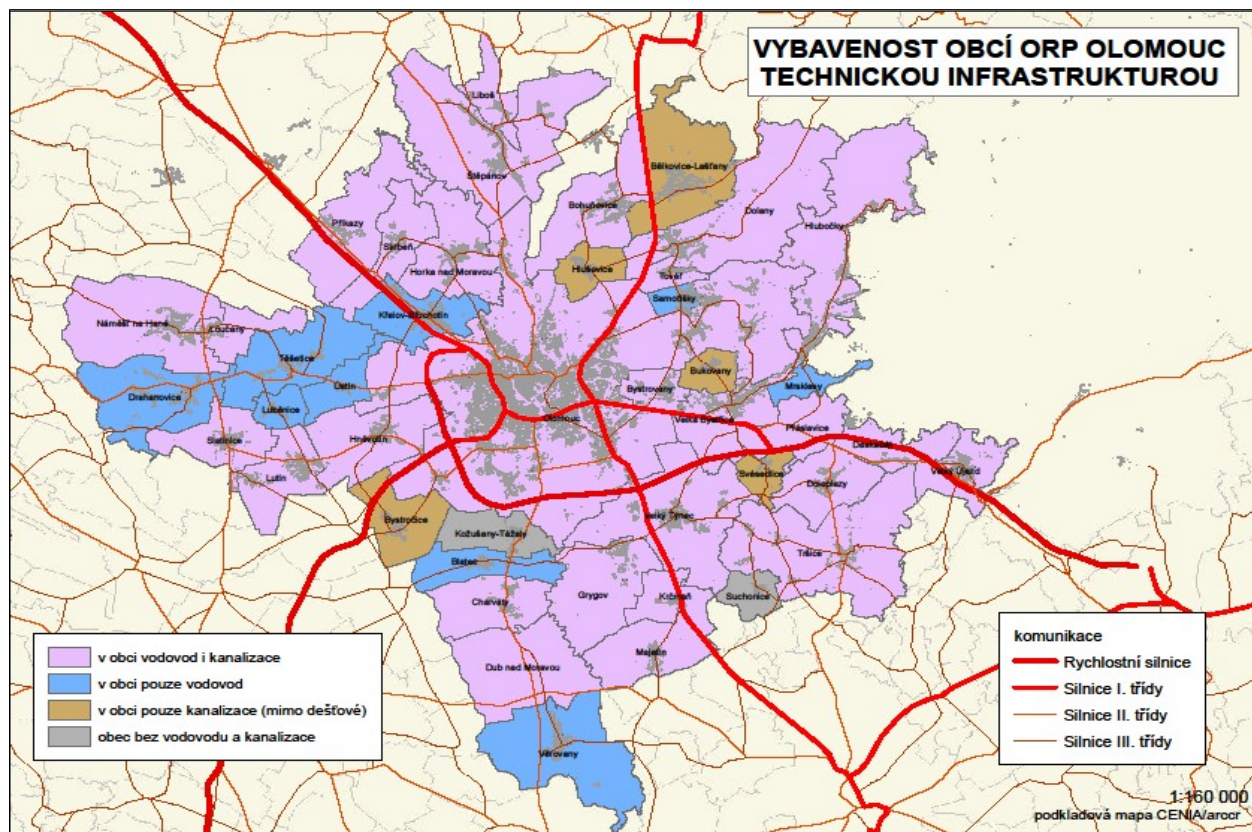 VYBAVENOST OBCÍ ORP OLOMOUC
TECHNICKOU INFRASTRUKTUROU
Liboš
Štěpánov
Bělkovice-Lašťany
Bohuňovice
Dolany
Hlubočky
Příkazy
Skrbeň
Horka nad Moravou
Hlušovice
Tovéř
Samotišky
Křelov-Břuchotín
Náměšť na Hané
Loučany
Těšetice
Ústín
Drahanovice
Luběnice
Bukovany
Mrsklesy
Bystrovany
Olomouc
Velká Bystřice
Přáslavice
Slatinice
Hněvotín
Daskabát
Velký Újezd
Lutín
Svésedlice
Doloplazy
Bystročice
Kožušany-Tážaly
Velký Týnec
Blatec
Tršice
Charváty
Grygov
Krčmaň
Suchonice
Majetín
Dub nad Moravou
Věrovany
v obci vodovod i kanalizace
v obci pouze vodovod
v obci pouze kanalizace (mimo dešťové)
obec bez vodovodu a kanalizace
komunikace
Rychlostní silnice
Silnice I. třídy
Silnice II. třídy
Silnice III. třídy
1:160 000
podkladová mapa CENIA/arccr